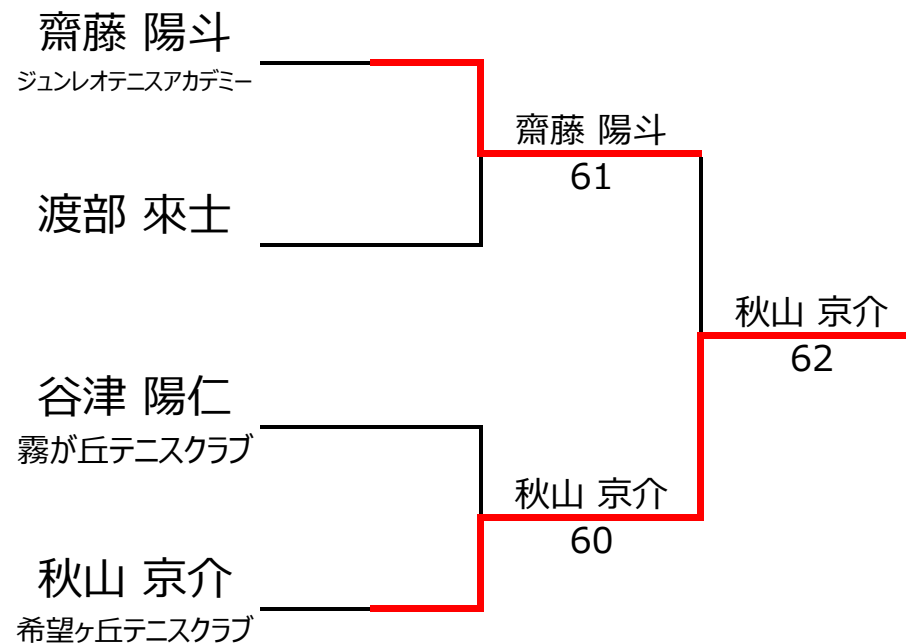 齋藤 陽斗
ジュンレオテニスアカデミー
齋藤 陽斗
61
渡部 來士
秋山 京介
62
谷津 陽仁
霧が丘テニスクラブ
秋山 京介
60
秋山 京介
希望ヶ丘テニスクラブ